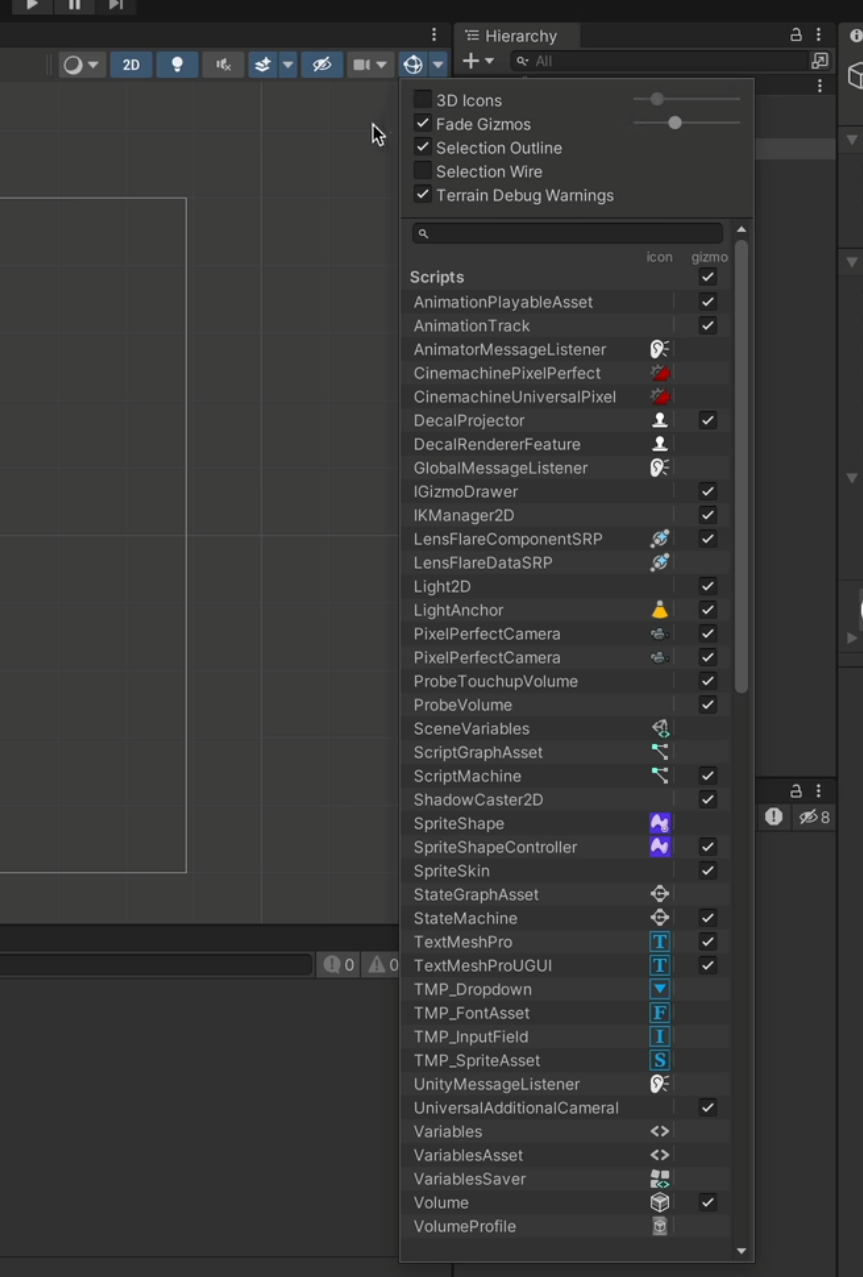 Hierarchy
2D
All
3D Icons
Fade Gizmos
Selection Outline
Selection Wire
Terrain Debug Warnings
icon gizmo
Scripts
AnimationPlayableAsset
AnimationTrack
AnimatorMessageListener
CinemachinePixelPerfect
CinemachineUniversalPixel
DecalProjector
DecalRendererFeature
GlobalMessageListener
IGizmoDrawer
IKManager2D
LensFlareComponentSRP
LensFlareDataSRP
Light2D
LightAnchor
PixelPerfectCamera
PixelPerfectCamera
ProbeTouchupVolume
ProbeVolume
SceneVariables
ScriptGraphAsset
ScriptMachine
ShadowCaster2D
SpriteShape
SpriteShapeController
SpriteSkin
StateGraphAsset
StateMachine
TextMeshPro T
TextMeshProUGUI T
TMP_Dropdown
TMP_FontAsset F
TMP_InputField I
TMP_SpriteAsset S
UnityMessageListener
UniversalAdditionalCameral
Variables <>
VariablesAsset <>
VariablesSaver
Volume
VolumeProfile
8
0 0